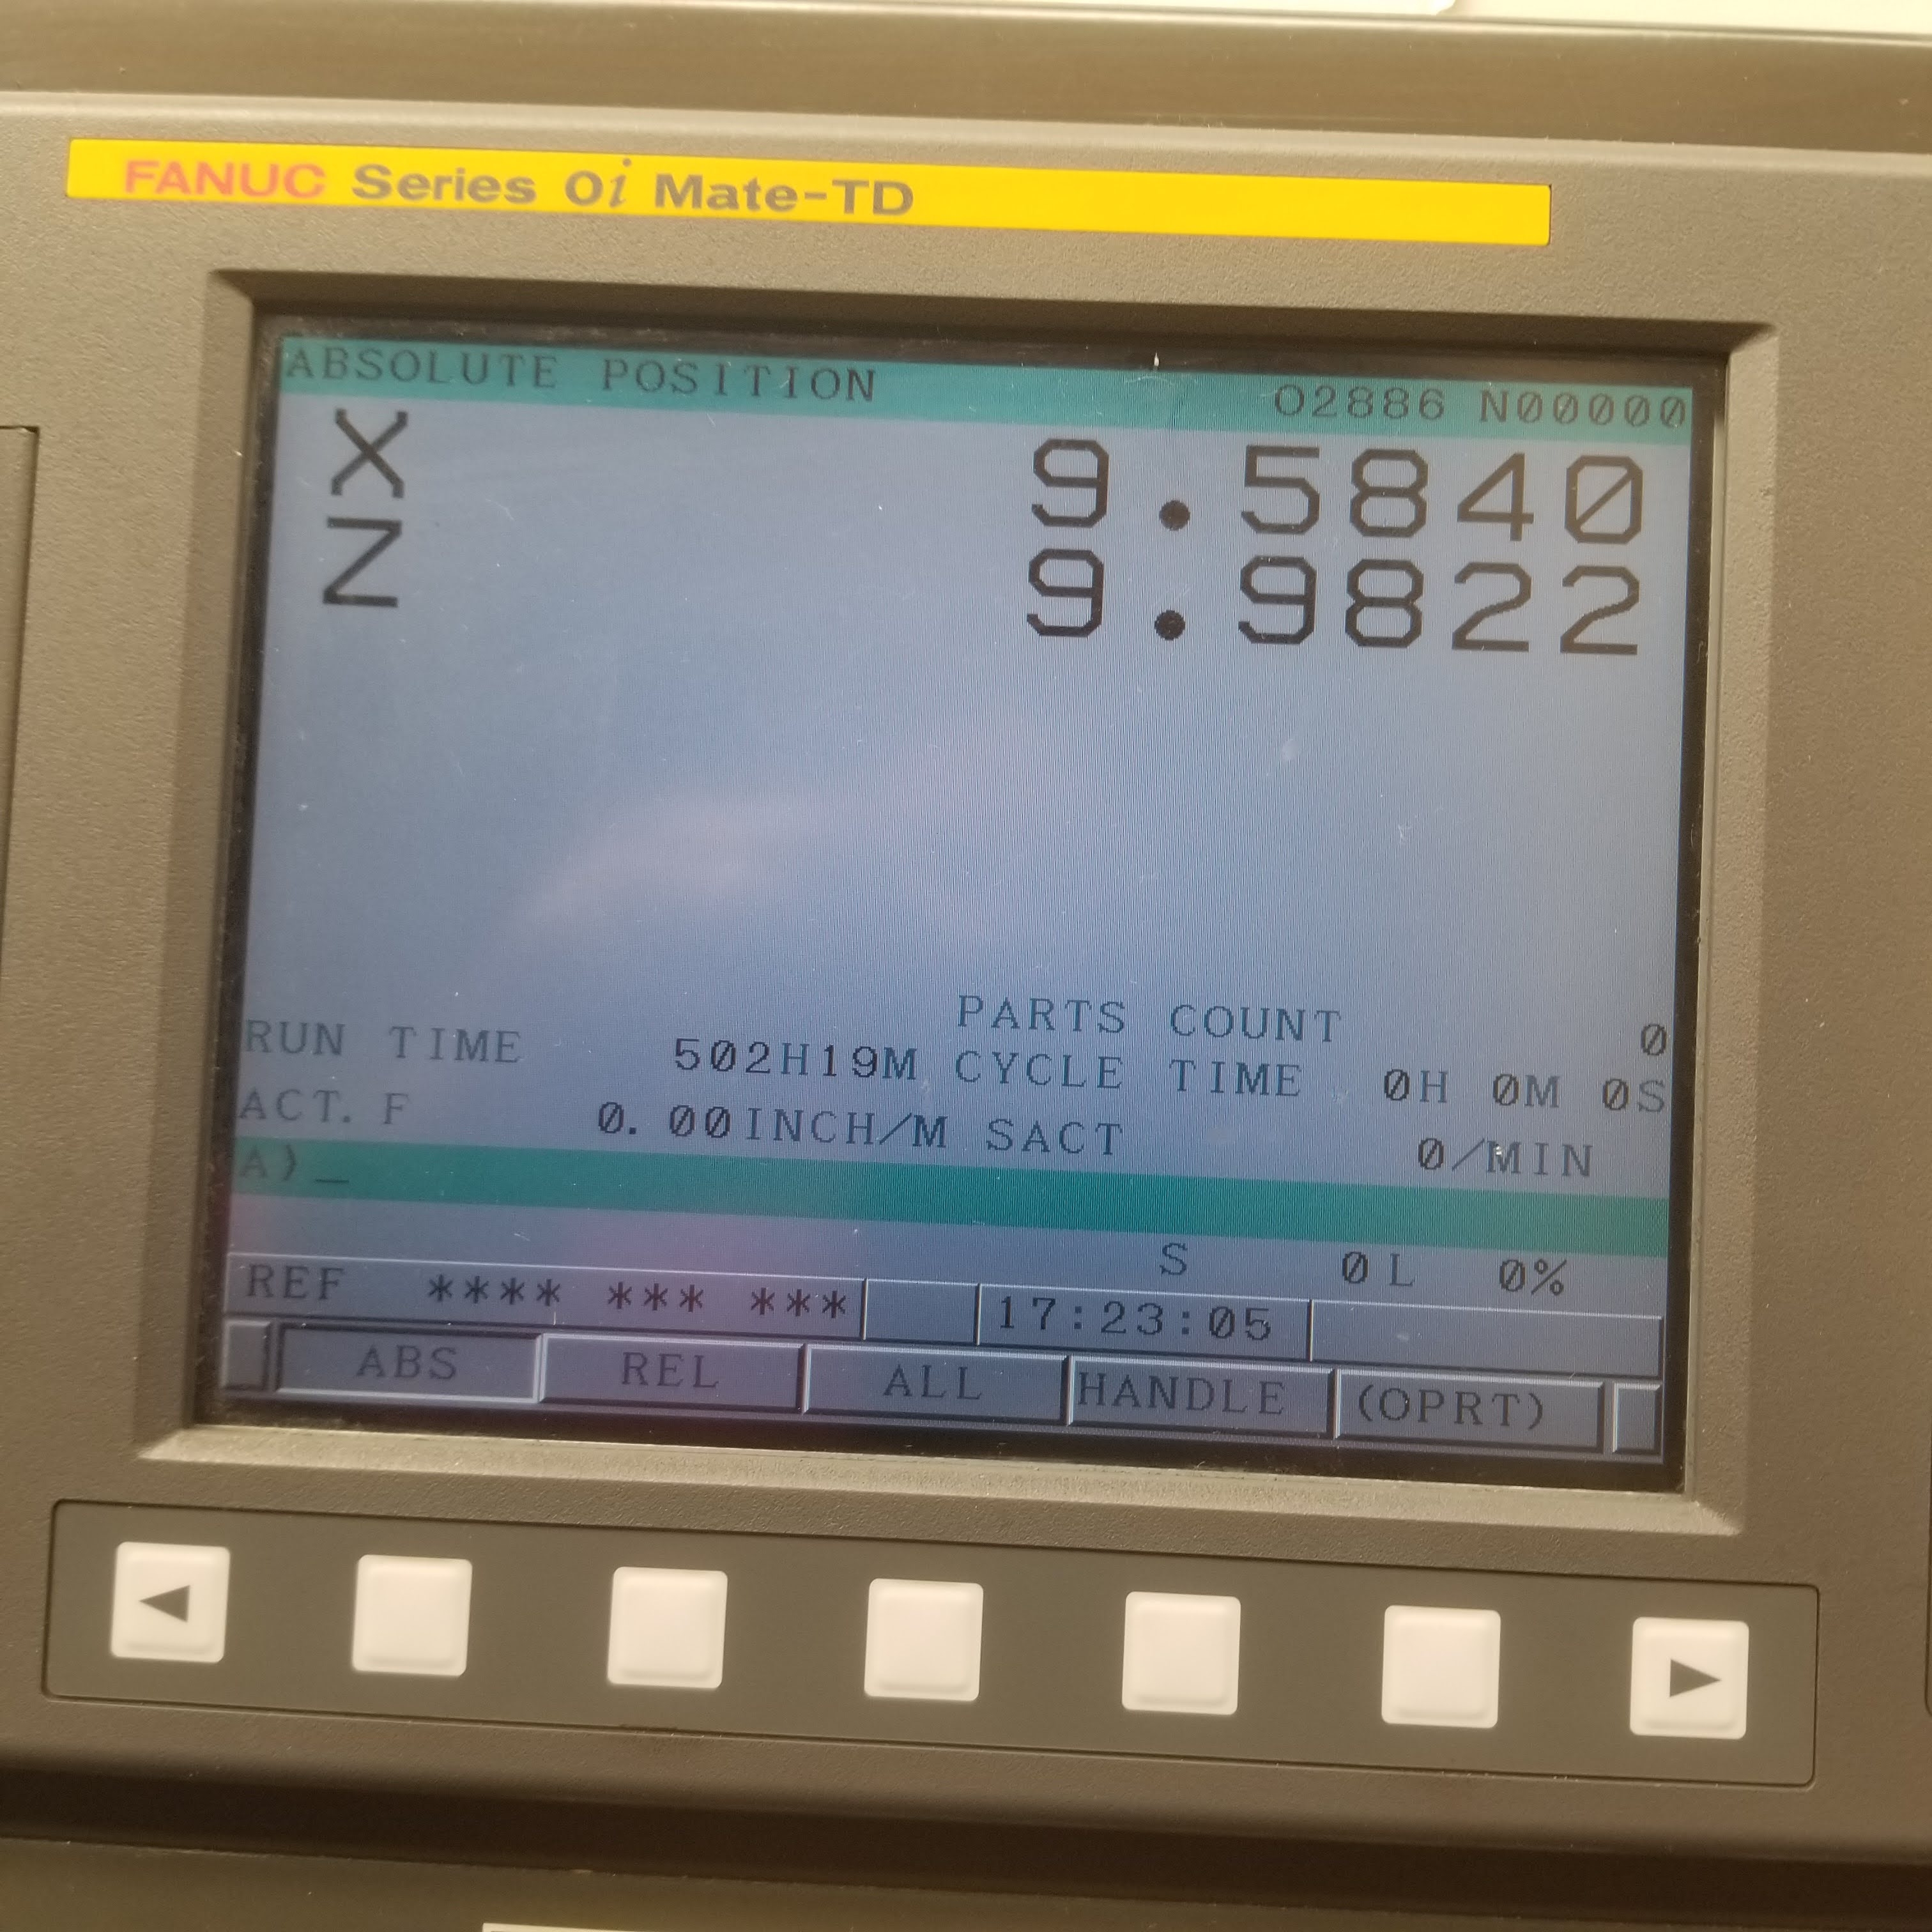 FANUC Series 0i Mate-TD
ABSOLUTE POSITION O2886 N00000
X 9.5840
Z 9.9822
PARTS COUNT 0
RUN TIME 502H19M CYCLE TIME 0H 0M 0S
ACT. F 0. 00INCH/M SACT 0/MIN
A)_
S 0 L 0%
REF **** *** *** 17:23:05
ABS REL ALL HANDLE (OPRT)